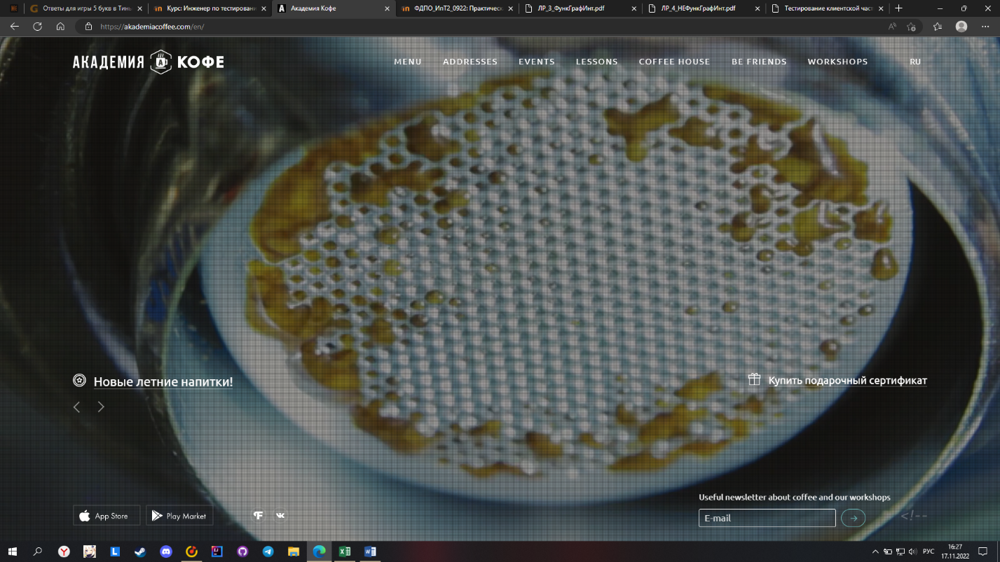 Ответы для игры 5 букв в Тинь
Курс: Инженер по тестировани
Академия Кофе
ФДПО_ИпТ2_0922: Практическ
ЛР_3_ФункГрафИнт.pdf
ЛР_4_НЕФункГрафИнт.pdf
Тестирование клиентской част
https://akademiacoffee.com/en/
АКАДЕМИЯ КОФЕ
MENU ADDRESSES EVENTS LESSONS COFFEE HOUSE BE FRIENDS WORKSHOPS RU
Новые летние напитки!
Купить подарочный сертификат
Useful newsletter about coffee and our workshops
App Store
Play Market
E-mail
<!--
РУС
16:27
17.11.2022